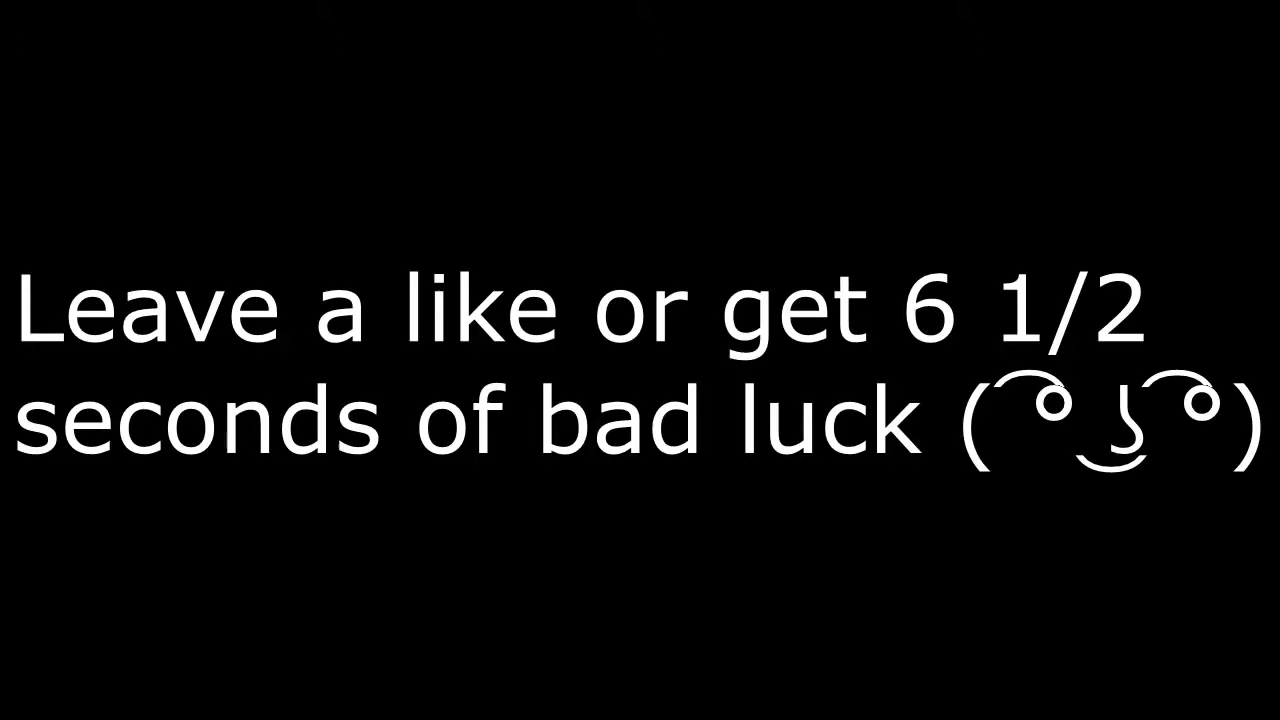 Leave a like or get 6 1/2
seconds of bad luck ( ͡° ͜ʖ ͡°)